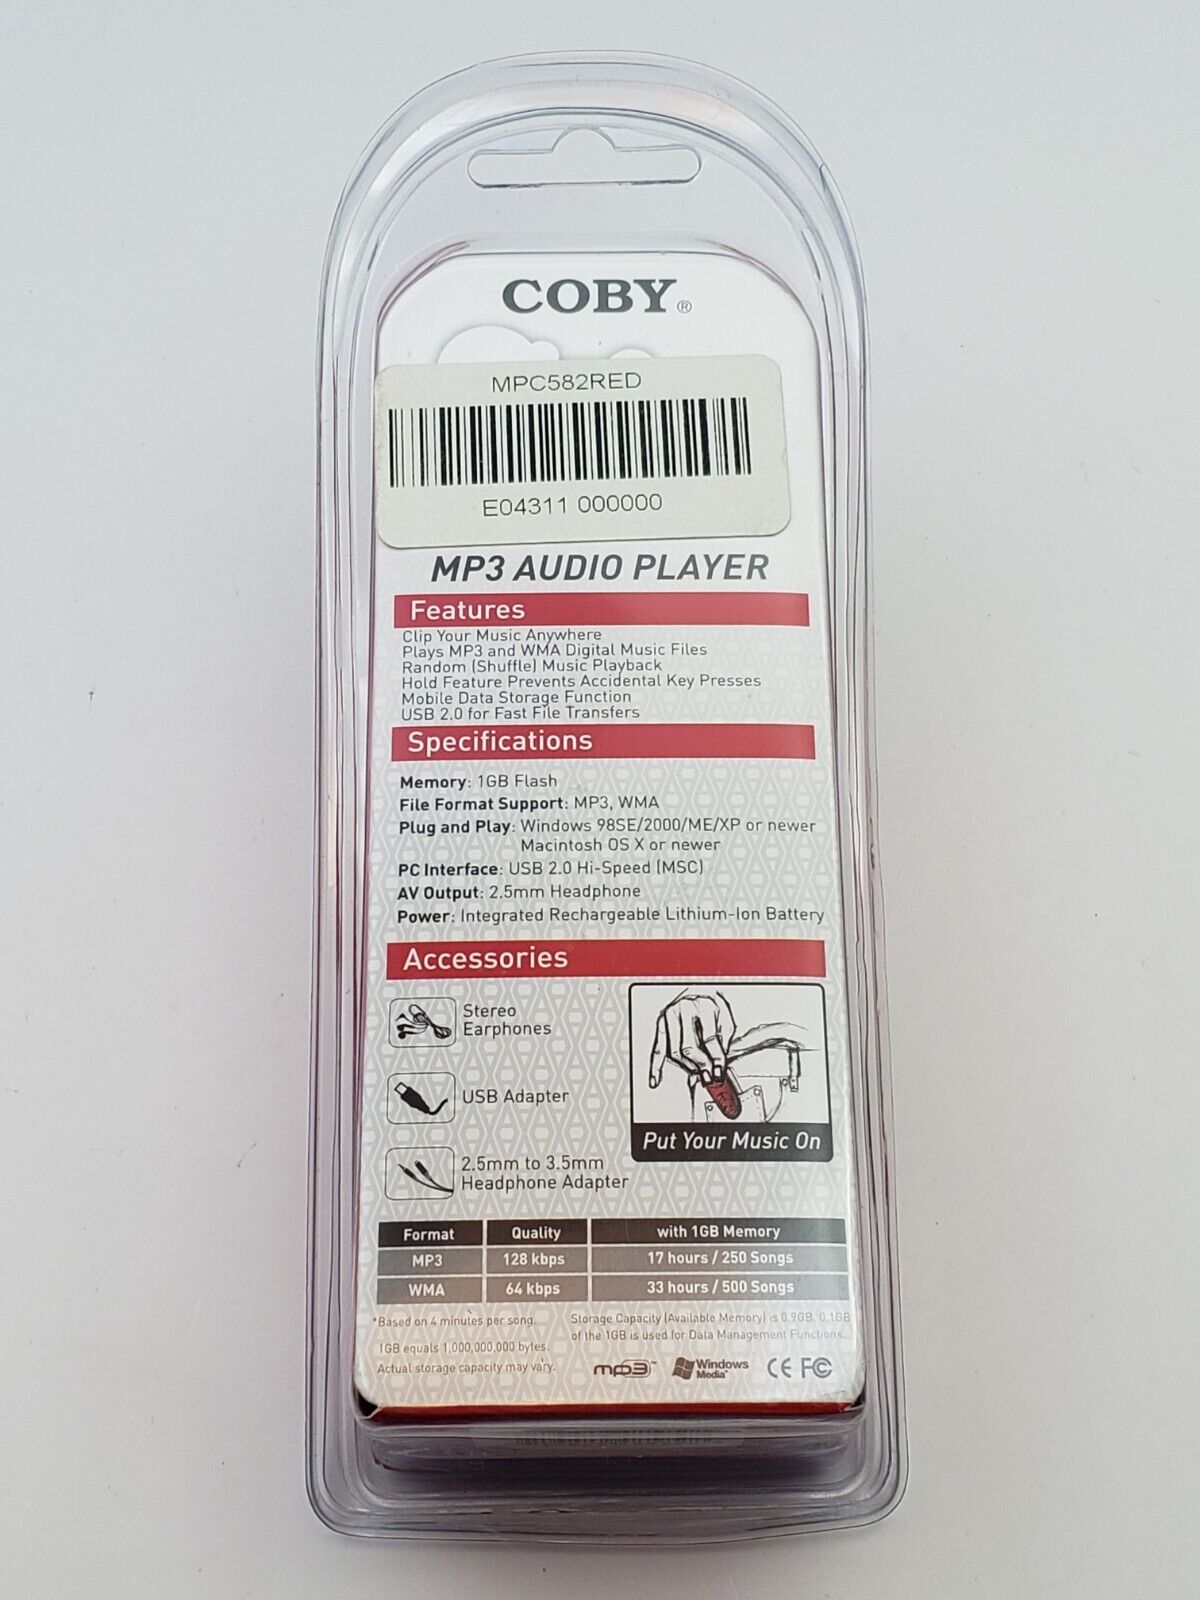 COBY®
MPC582RED
E04311 000000
MP3 AUDIO PLAYER
Features
Clip Your Music Anywhere
Plays MP3 and WMA Digital Music Files
Random (Shuffle) Music Playback
Hold Feature Prevents Accidental Key Presses
Mobile Data Storage Function
USB 2.0 for Fast File Transfers
Specifications
Memory: 1GB Flash
File Format Support: MP3, WMA
Plug and Play: Windows 98SE/2000/ME/XP or newer
Macintosh OS X or newer
PC Interface: USB 2.0 Hi-Speed (MSC)
AV Output: 2.5mm Headphone
Power: Integrated Rechargeable Lithium-Ion Battery
Accessories
Stereo
Earphones
USB Adapter
2.5mm to 3.5mm
Headphone Adapter
Put Your Music On
Format Quality with 1GB Memory
MP3 128 kbps 17 hours / 250 Songs
WMA 64 kbps 33 hours / 500 Songs
*Based on 4 minutes per song.
1GB equals 1,000,000,000 bytes.
Actual storage capacity may vary.
Storage Capacity (Available Memory) is 0.9GB. 0.1GB
of the 1GB is used for Data Management Functions.
mp3™
Windows
Media
CE FC